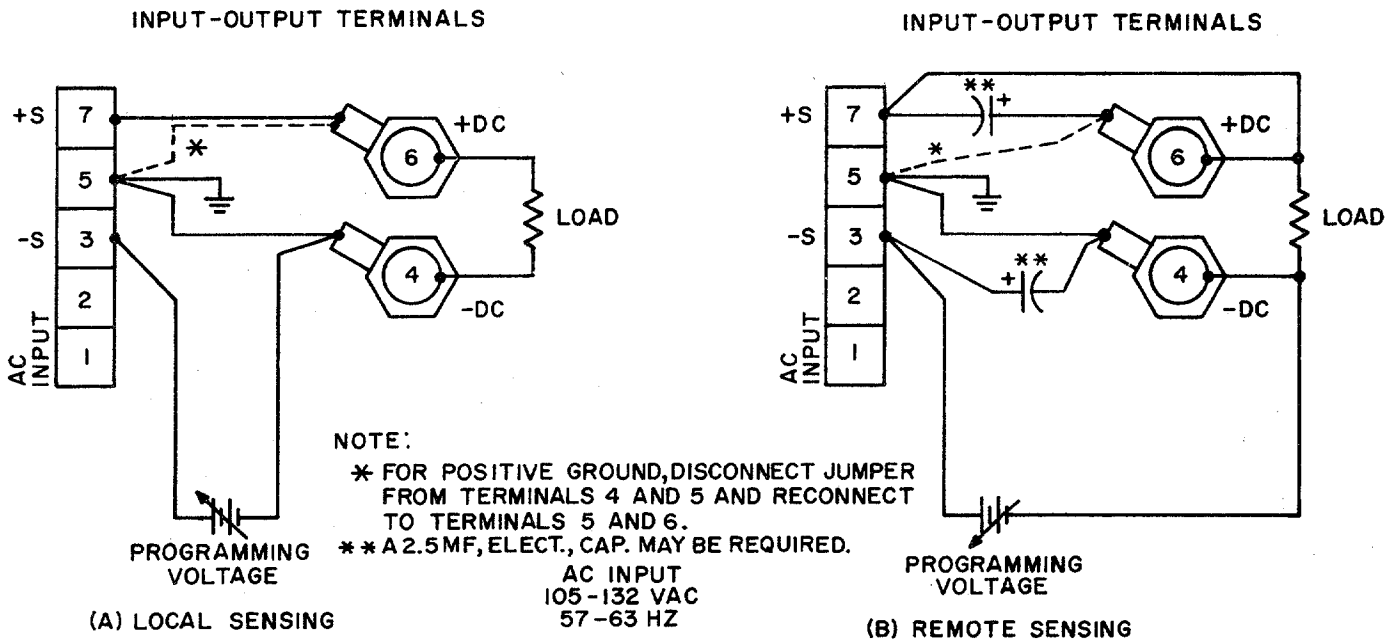 INPUT-OUTPUT TERMINALS
+S
7
5
-S
3
2
1
AC INPUT
*
6
+DC
4
-DC
LOAD
PROGRAMMING
VOLTAGE
(A) LOCAL SENSING
NOTE:
* FOR POSITIVE GROUND, DISCONNECT JUMPER
FROM TERMINALS 4 AND 5 AND RECONNECT
TO TERMINALS 5 AND 6.
** A 2.5 MF, ELECT., CAP. MAY BE REQUIRED.
AC INPUT
105-132 VAC
57-63 HZ
INPUT-OUTPUT TERMINALS
+S
7
5
-S
3
2
1
AC INPUT
**
+
*
6
+DC
**
+
4
-DC
LOAD
PROGRAMMING
VOLTAGE
(B) REMOTE SENSING